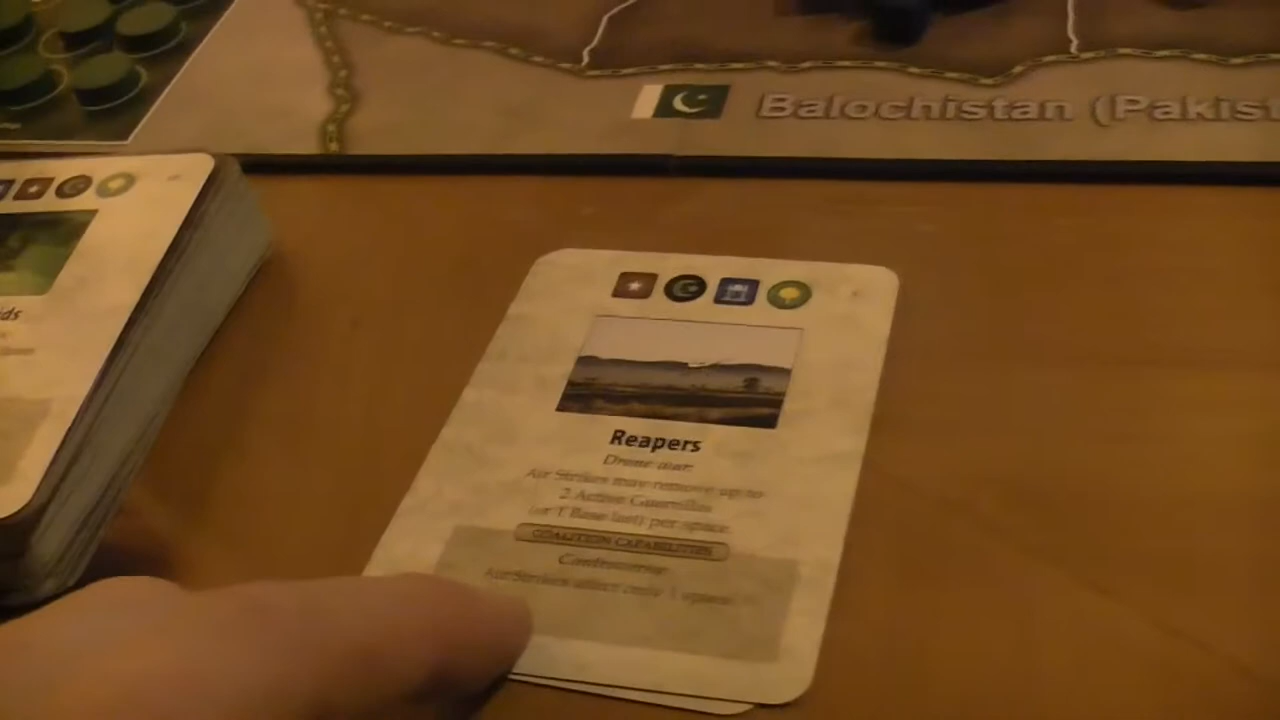 Balochistan (Pakist
ds
Reapers
Drone war:
Air Strikes may remove up to
2 Active Guerrillas
(or 1 Base last) per space.
COALITION CAPABILITIES
Controversy:
Air Strikes affect only 1 space.